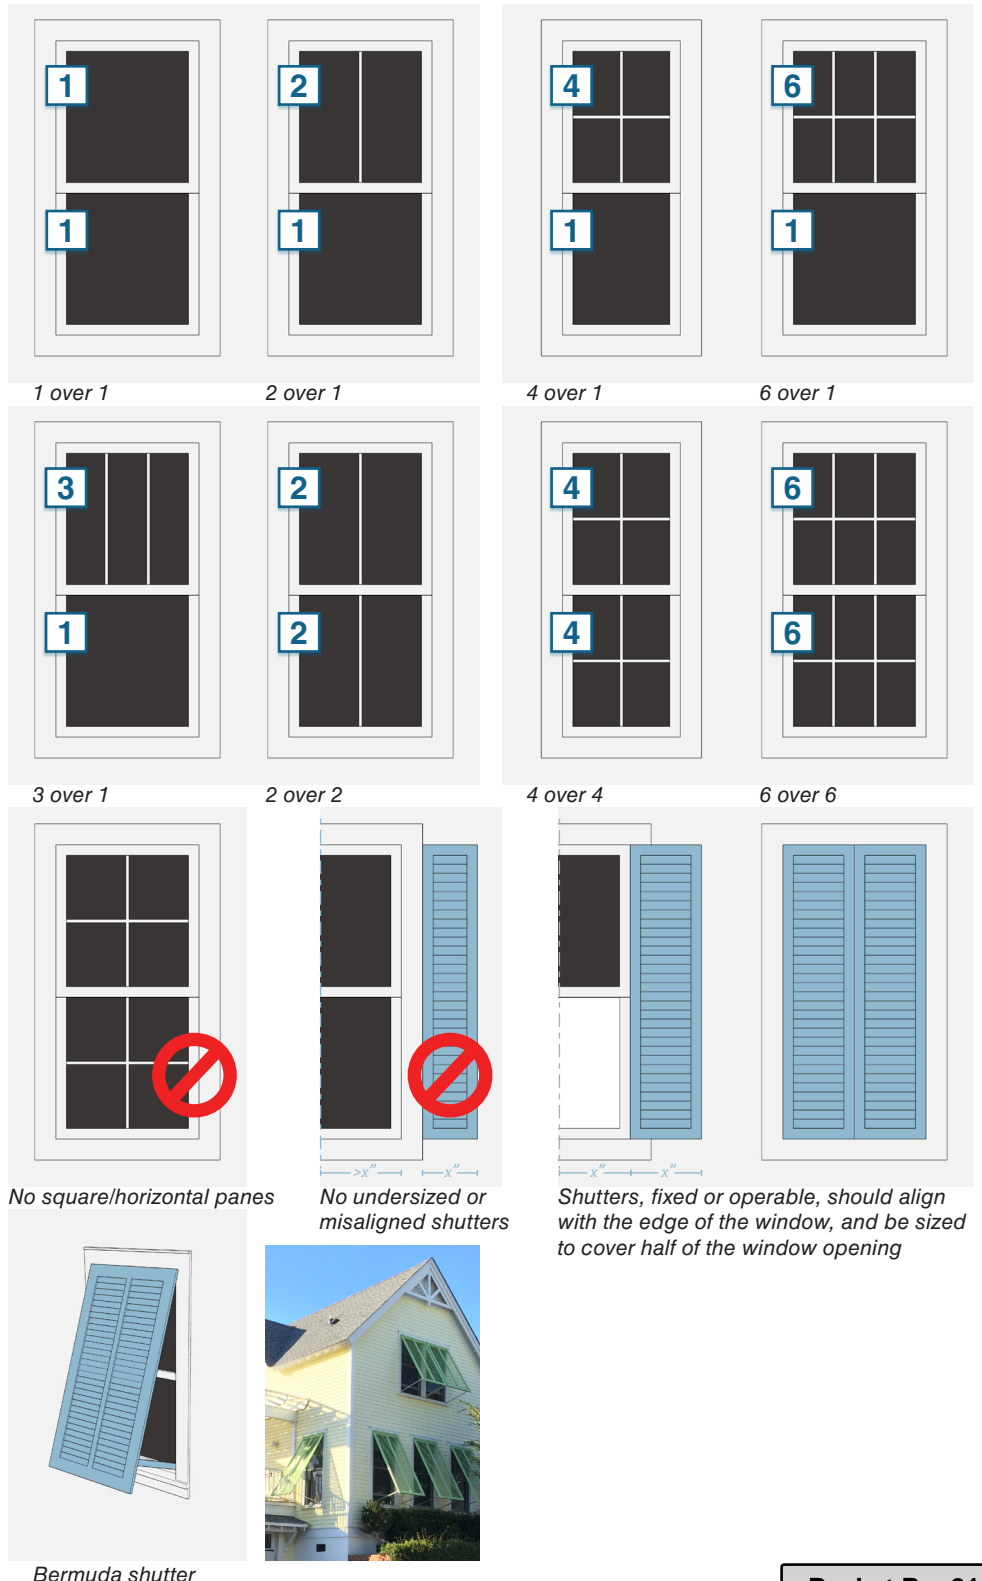 1
2
4
6
1
1
1
1
1 over 1
2 over 1
4 over 1
6 over 1
3
2
4
6
1
2
4
6
3 over 1
2 over 2
4 over 4
6 over 6
>x"
x"
x"
x"
No square/horizontal panes
No undersized or
misaligned shutters
Shutters, fixed or operable, should align
with the edge of the window, and be sized
to cover half of the window opening
Bermuda shutter